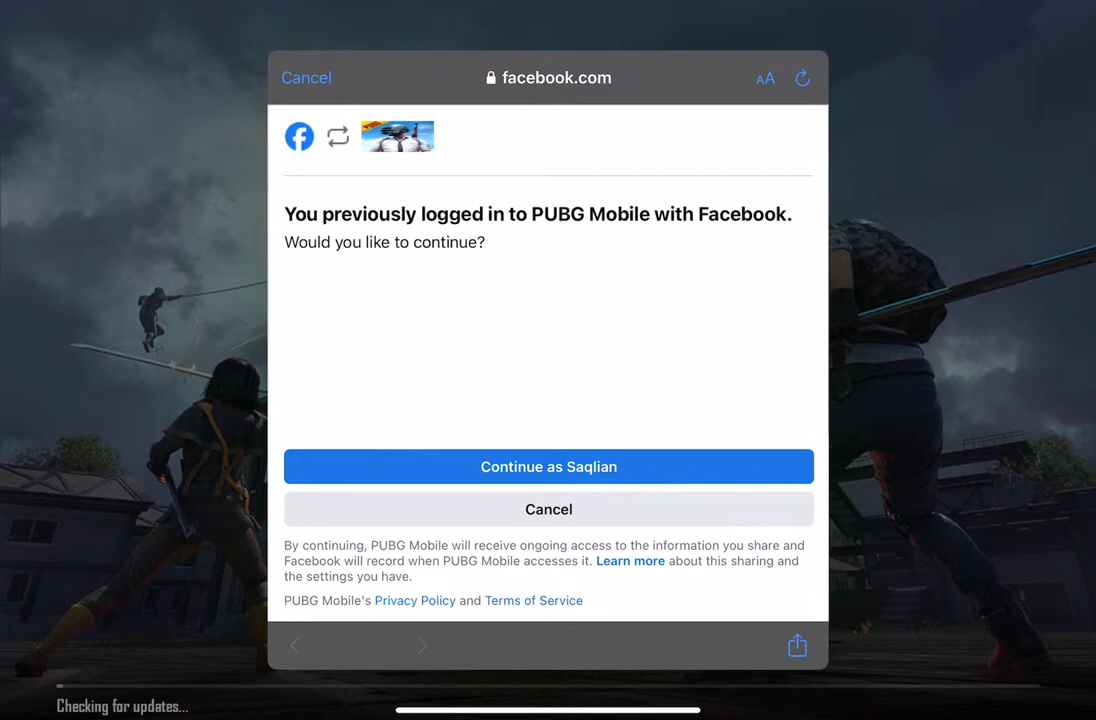 Cancel
facebook.com
AA
You previously logged in to PUBG Mobile with Facebook.
Would you like to continue?
Continue as Saqlian
Cancel
By continuing, PUBG Mobile will receive ongoing access to the information you share and
Facebook will record when PUBG Mobile accesses it. Learn more about this sharing and
the settings you have.
PUBG Mobile's Privacy Policy and Terms of Service
Checking for updates...